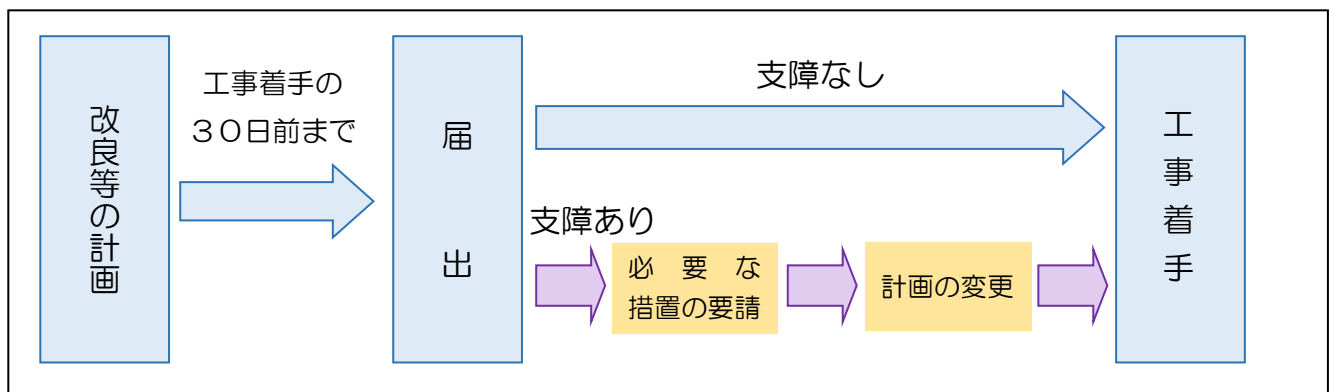 改良等の計画
工事着手の
３０日前まで
届出
支障なし
支障あり
必要な
措置の要請
計画の変更
工事着手